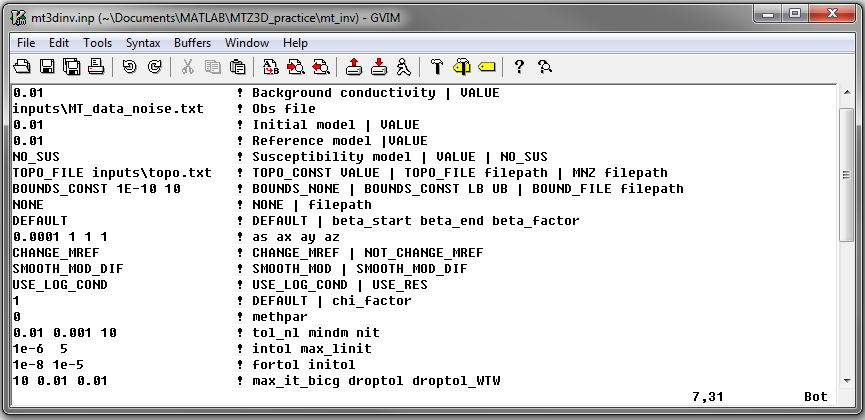 mt3dinv.inp (~\Documents\MATLAB\MTZ3D_practice\mt_inv) - GVIM
File Edit Tools Syntax Buffers Window Help
0.01 ! Background conductivity | VALUE
inputs\MT_data_noise.txt ! Obs file
0.01 ! Initial model | VALUE
0.01 ! Reference model |VALUE
NO_SUS ! Susceptibility model | VALUE | NO_SUS
TOPO_FILE inputs\topo.txt ! TOPO_CONST VALUE | TOPO_FILE filepath | MNZ filepath
BOUNDS_CONST 1E-10 10 ! BOUNDS_NONE | BOUNDS_CONST LB UB | BOUND_FILE filepath
NONE ! NONE | filepath
DEFAULT ! DEFAULT | beta_start beta_end beta_factor
0.0001 1 1 1 ! as ax ay az
CHANGE_MREF ! CHANGE_MREF | NOT_CHANGE_MREF
SMOOTH_MOD_DIF ! SMOOTH_MOD | SMOOTH_MOD_DIF
USE_LOG_COND ! USE_LOG_COND | USE_RES
1 ! DEFAULT | chi_factor
0 ! methpar
0.01 0.001 10 ! tol_nl mindm nit
1e-6 5 ! intol max_linit
1e-8 1e-5 ! fortol initol
10 0.01 0.01 ! max_it_bicg droptol droptol_WTW
7,31 Bot